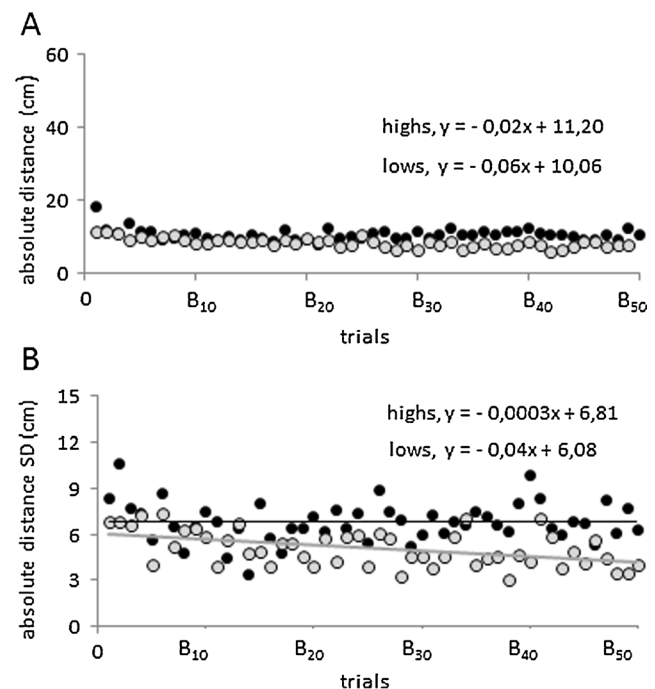 A
absolute distance (cm)
60
40
20
0
highs, y = - 0,02x + 11,20
lows, y = - 0,06x + 10,06
0 B10 B20 B30 B40 B50
trials
B
absolute distance SD (cm)
15
12
9
6
3
0
highs, y = - 0,0003x + 6,81
lows, y = - 0,04x + 6,08
0 B10 B20 B30 B40 B50
trials